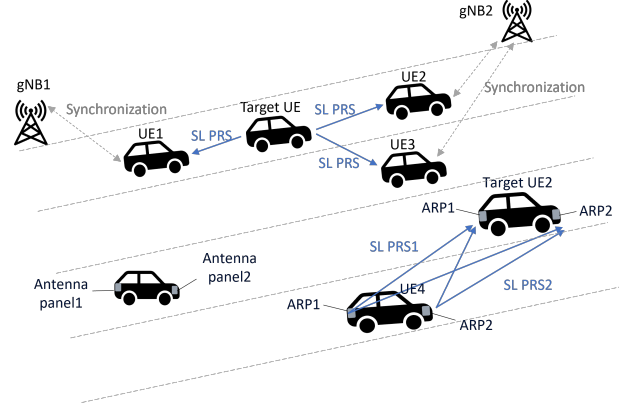 gNB2
gNB1
UE2
Synchronization
Target UE
SL PRS
Synchronization
UE1
SL PRS
UE3
SL PRS
Target UE2
ARP1
ARP2
SL PRS1
Antenna
panel2
Antenna
panel1
UE4
SL PRS2
ARP1
ARP2